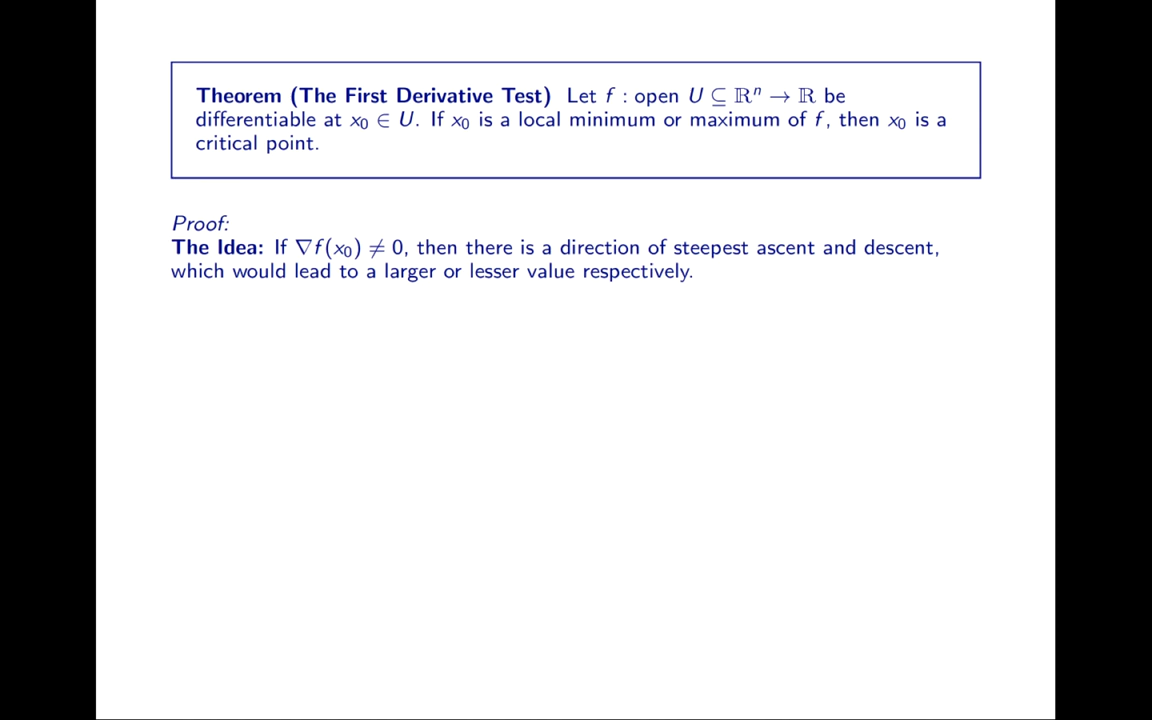 Theorem (The First Derivative Test) Let f : open U ⊆ ℝⁿ → ℝ be
differentiable at x₀ ∈ U. If x₀ is a local minimum or maximum of f, then x₀ is a
critical point.
Proof:
The Idea: If ∇f(x₀) ≠ 0, then there is a direction of steepest ascent and descent,
which would lead to a larger or lesser value respectively.